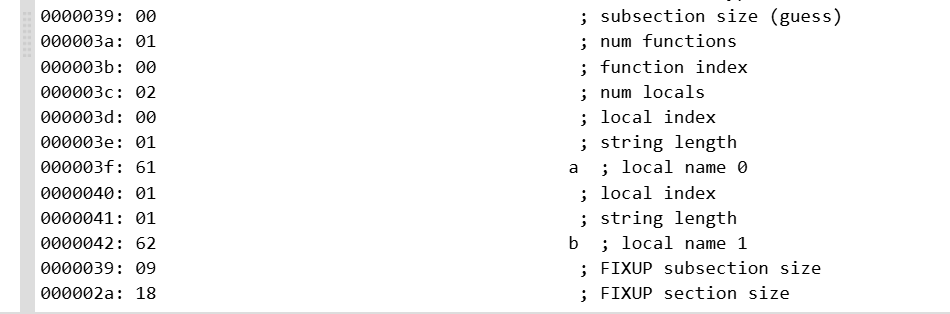 0000039: 00 ; subsection size (guess)
000003a: 01 ; num functions
000003b: 00 ; function index
000003c: 02 ; num locals
000003d: 00 ; local index
000003e: 01 ; string length
000003f: 61 a ; local name 0
0000040: 01 ; local index
0000041: 01 ; string length
0000042: 62 b ; local name 1
0000039: 09 ; FIXUP subsection size
000002a: 18 ; FIXUP section size